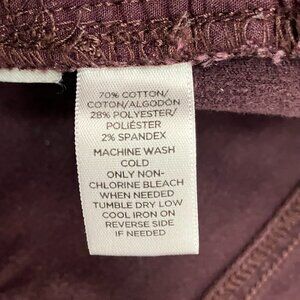 70% COTTON/
COTON/ALGODÓN
28% POLYESTER/
POLIÉSTER
2% SPANDEX
MACHINE WASH
COLD
ONLY NON-
CHLORINE BLEACH
WHEN NEEDED
TUMBLE DRY LOW
COOL IRON ON
REVERSE SIDE
IF NEEDED